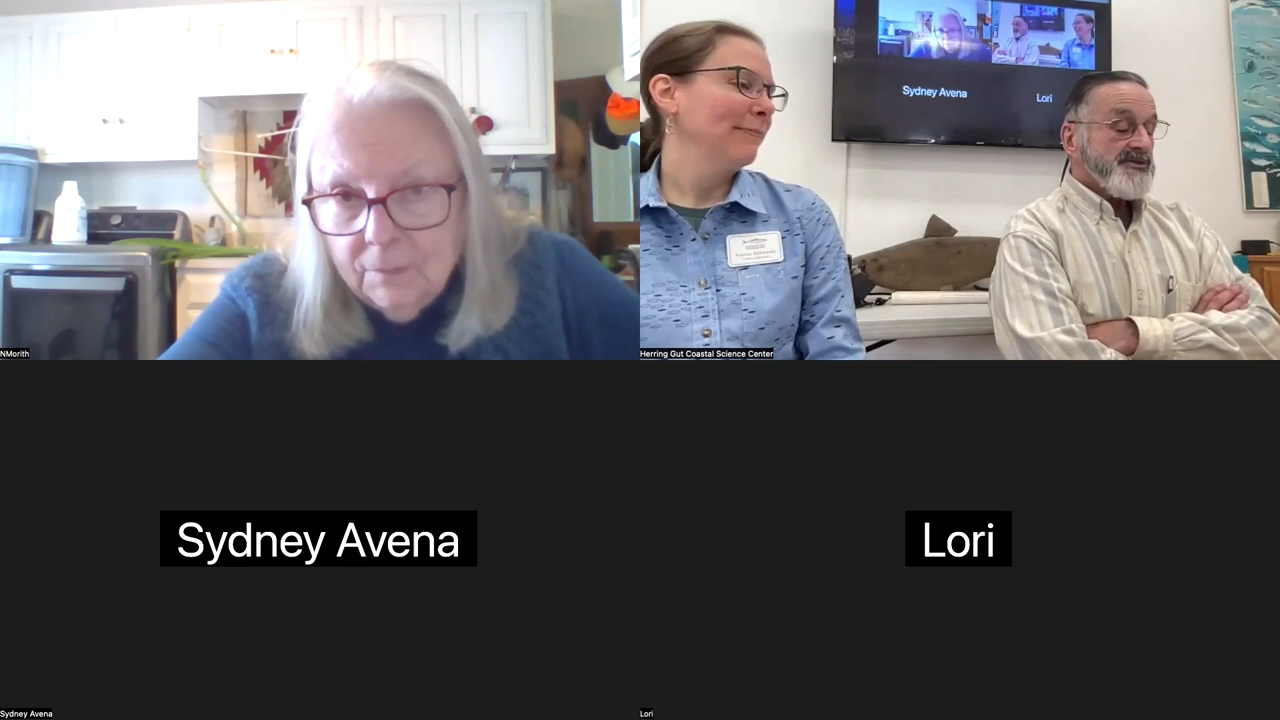 Sydney Avena
Lori
NMorith
Herring Gut Coastal Science Center
Sydney Avena
Lori
Sydney Avena
Lori